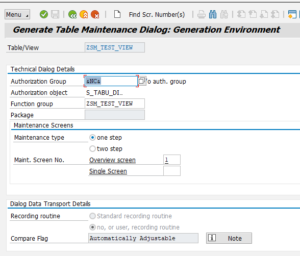 Menu Find Scr. Number(s)
Generate Table Maintenance Dialog: Generation Environment
Table/View ZSH_TEST_VIEW
Technical Dialog Details
Authorization Group &NC& o auth. group
Authorization object S_TABU_DI..
Function group ZSH_TEST_VIEW
Package
Maintenance Screens
Maintenance type one step
two step
Maint. Screen No. Overview screen 1
Single Screen
Dialog Data Transport Details
Recording routine Standard recording routine
no, or user, recording routine
Compare Flag Automatically Adjustable Note